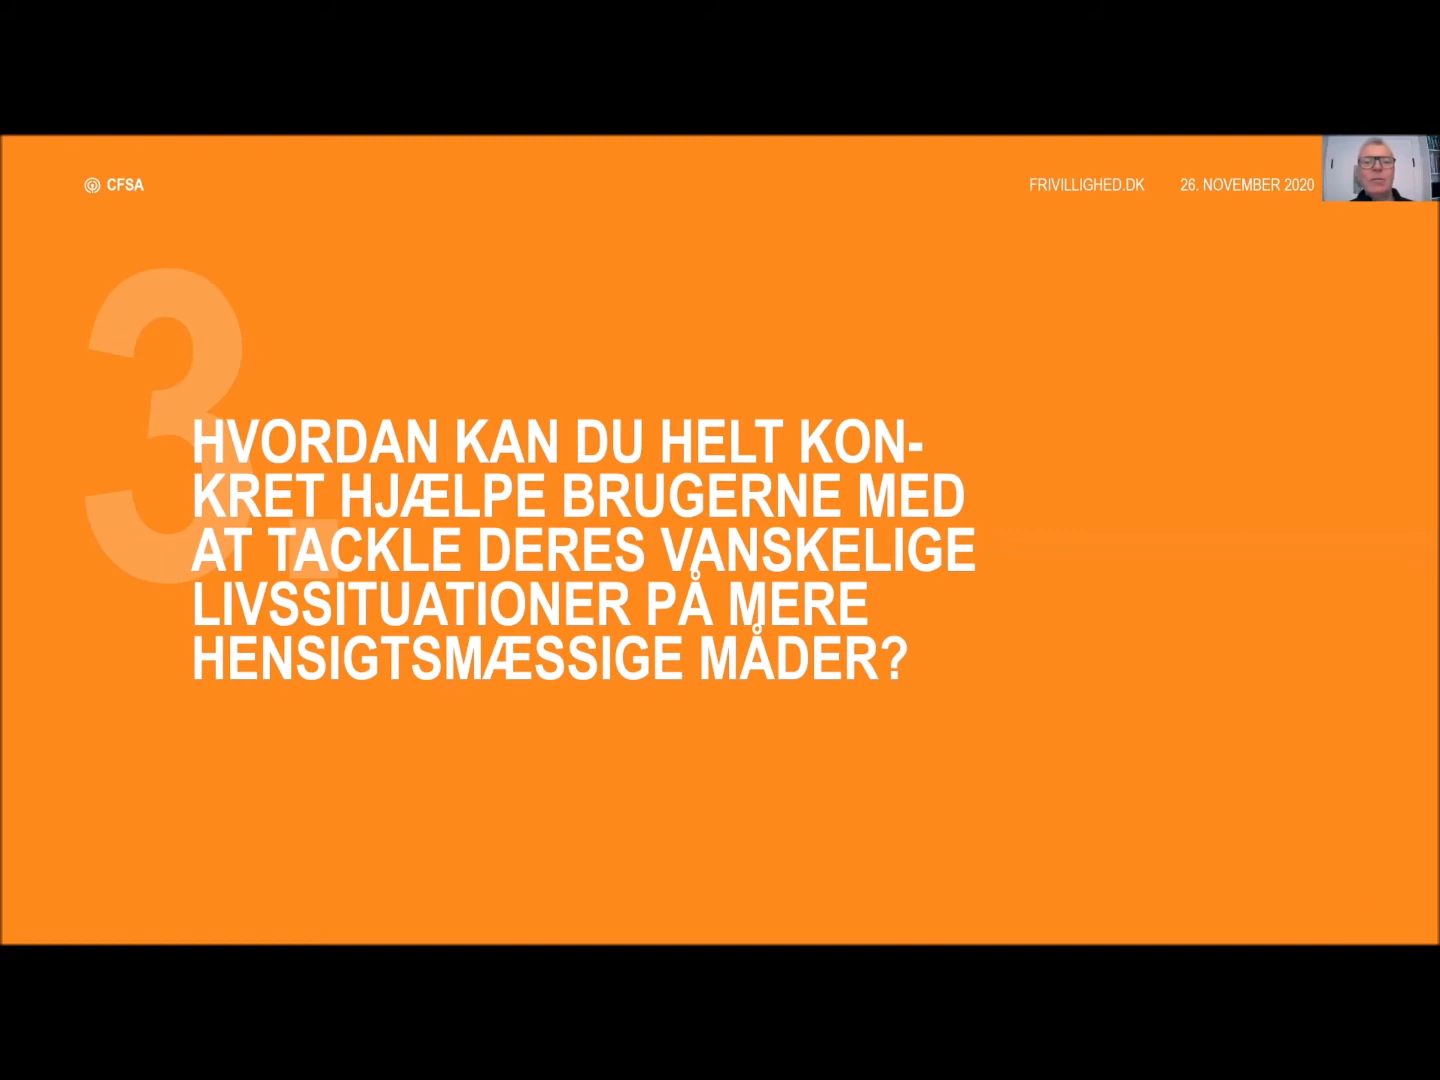 CFSA
FRIVILLIGHED.DK
26. NOVEMBER 2020
3.
HVORDAN KAN DU HELT KON-
KRET HJÆLPE BRUGERNE MED
AT TACKLE DERES VANSKELIGE
LIVSSITUATIONER PÅ MERE
HENSIGTSMÆSSIGE MÅDER?